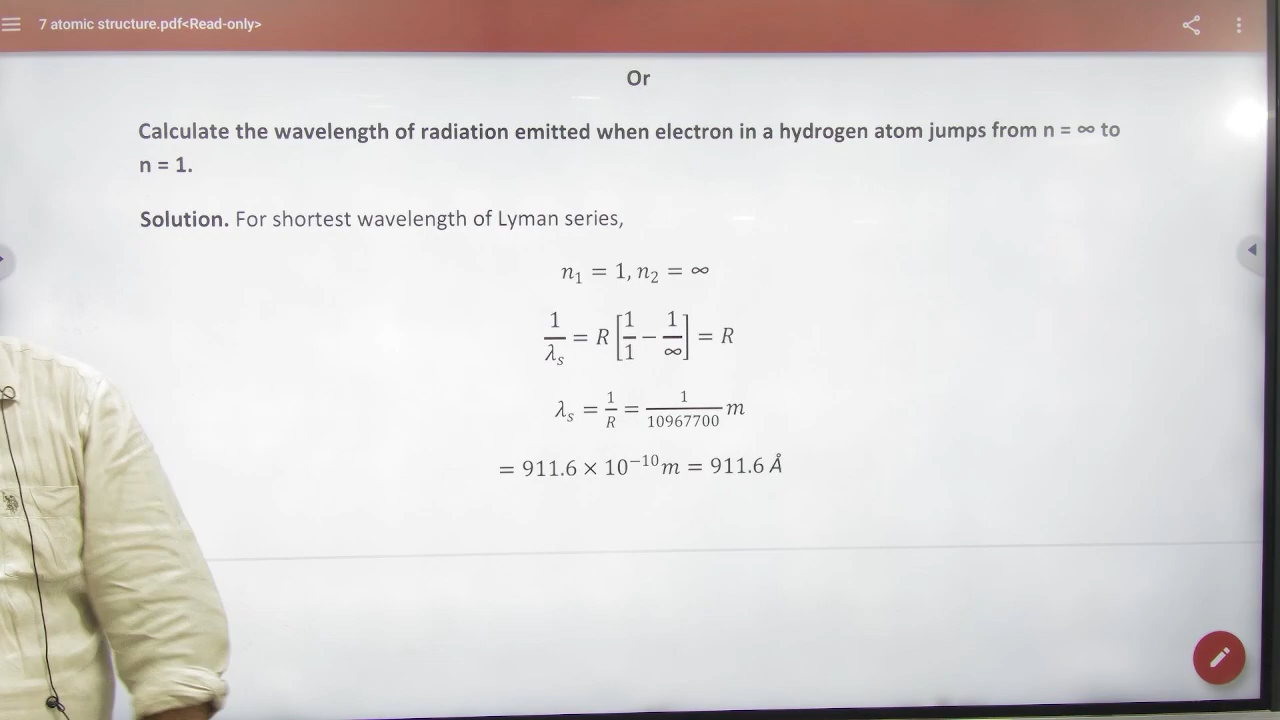 7 atomic structure.pdf<Read-only>
Or
Calculate the wavelength of radiation emitted when electron in a hydrogen atom jumps from n = ∞ to
n = 1.
Solution. For shortest wavelength of Lyman series,
n₁ = 1, n₂ = ∞
1/λₛ = R [1/1 − 1/∞] = R
λₛ = 1/R = 1/10967700 m
= 911.6 × 10⁻¹⁰ m = 911.6 Å